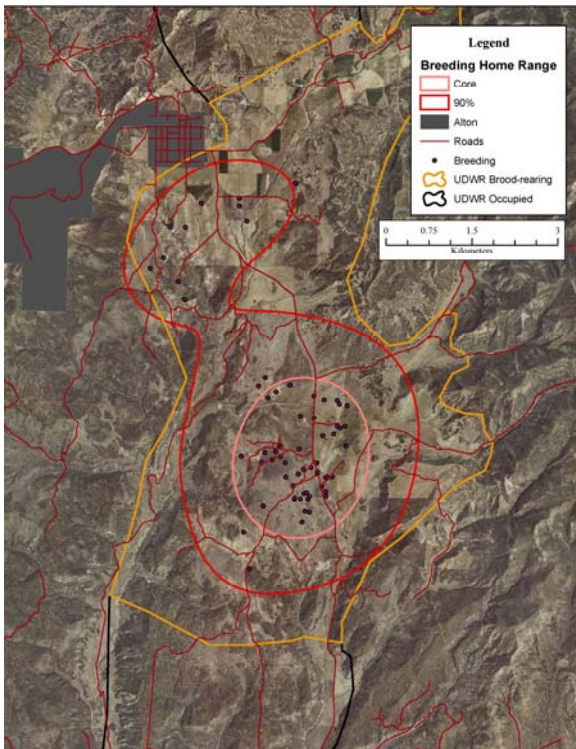 Legend
Breeding Home Range
Core
90%
Alton
Roads
Breeding
UDWR Brood-rearing
UDWR Occupied
0 0.75 1.5 3
Kilometers